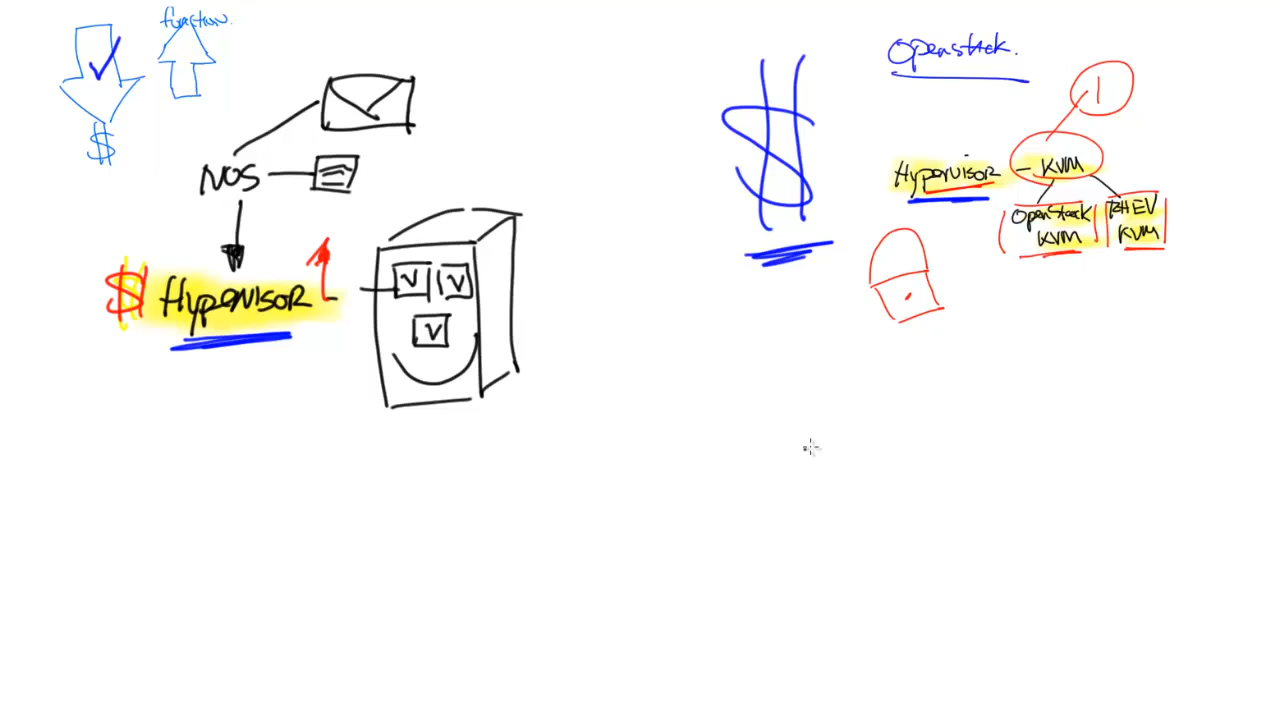 function.
$
NOS
$ Hypervisor
V V
V
$
Openstack.
1
Hypervisor - KVM
OpenStack
KVM
RHEV
KVM